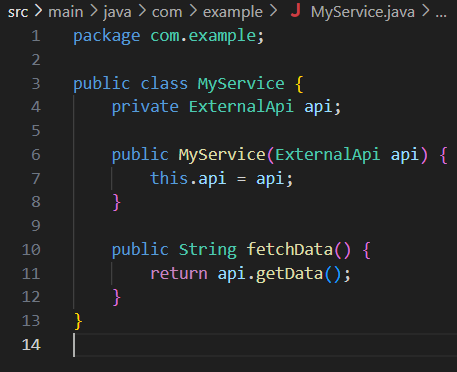 src > main > java > com > example > J MyService.java > ...
1 package com.example;
2
3 public class MyService {
4     private ExternalApi api;
5
6     public MyService(ExternalApi api) {
7         this.api = api;
8     }
9
10     public String fetchData() {
11         return api.getData();
12     }
13 }
14